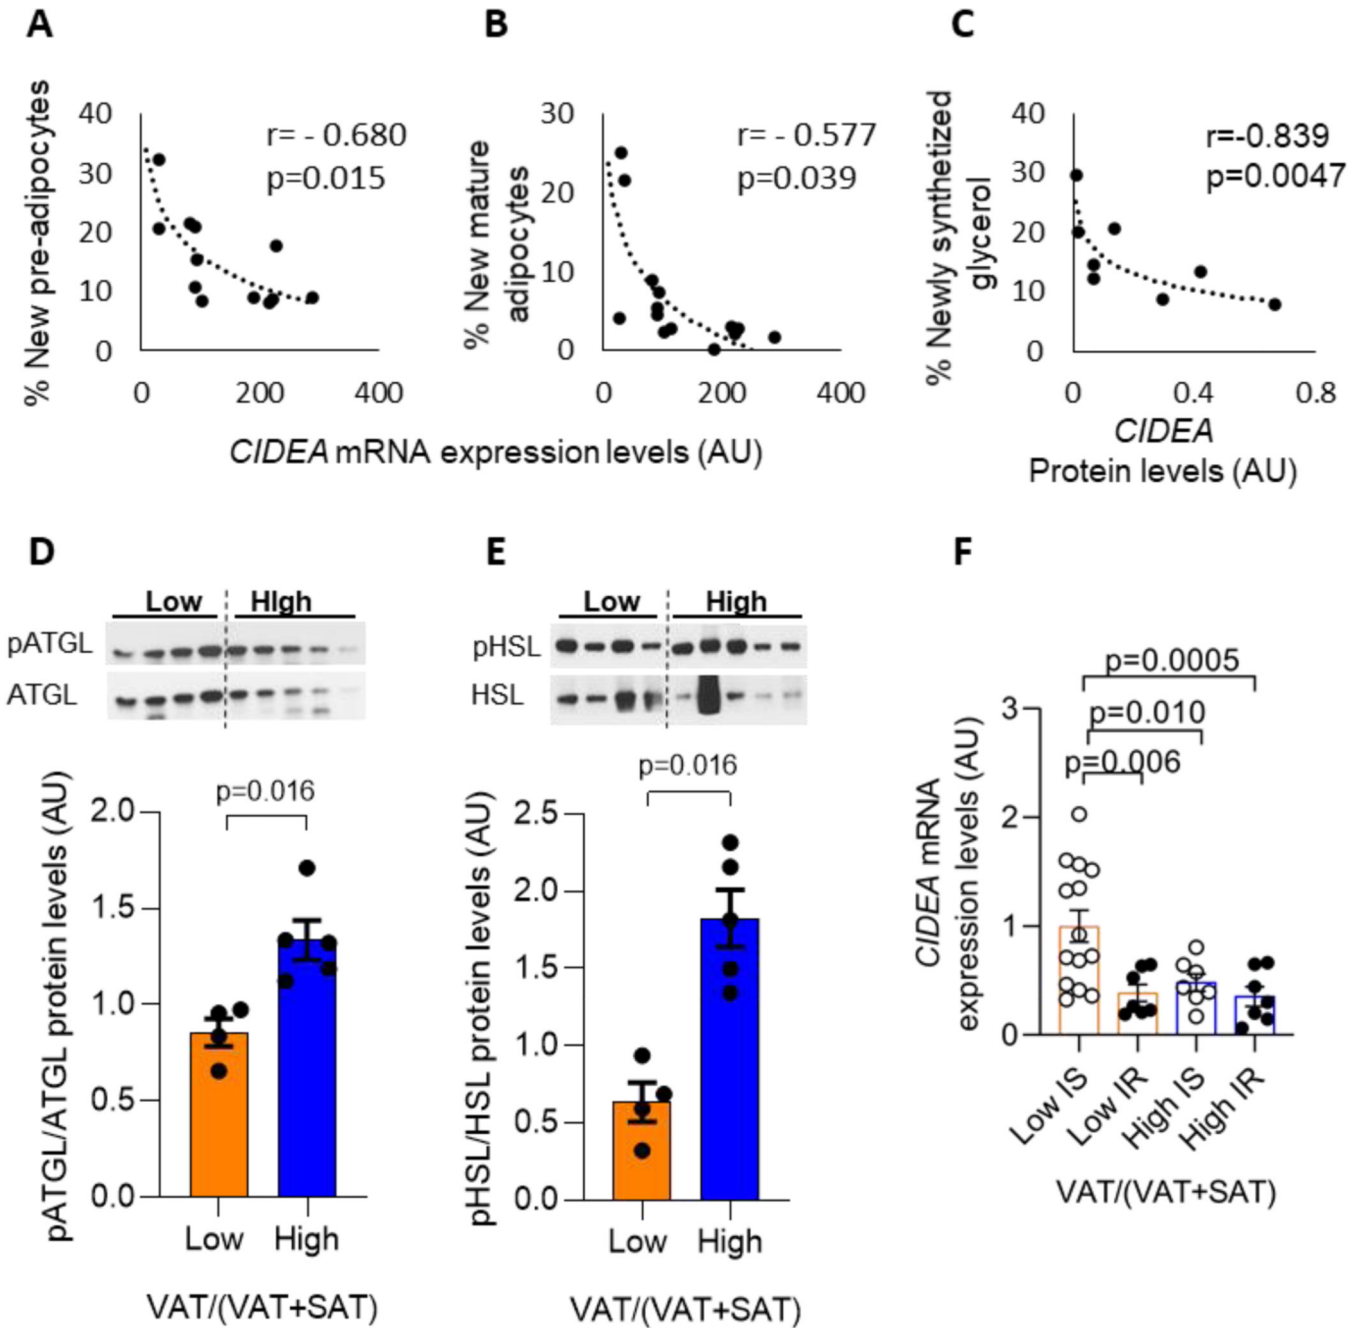 A
% New pre-adipocytes
40
30
20
10
0
r= - 0.680
p=0.015
0 200 400
B
% New mature
adipocytes
30
20
10
0
r= - 0.577
p=0.039
0 200 400
CIDEA mRNA expression levels (AU)
C
% Newly synthetized
glycerol
40
30
20
10
0
r=-0.839
p=0.0047
0 0.4 0.8
CIDEA
Protein levels (AU)
D
Low HIgh
pATGL
ATGL
p=0.016
pATGL/ATGL protein levels (AU)
2.0
1.5
1.0
0.5
0.0
Low High
VAT/(VAT+SAT)
E
Low High
pHSL
HSL
p=0.016
pHSL/HSL protein levels (AU)
2.5
2.0
1.5
1.0
0.5
0.0
Low High
VAT/(VAT+SAT)
F
p=0.0005
p=0.010
p=0.006
CIDEA mRNA
expression levels (AU)
3
2
1
0
Low IS
Low IR
High IS
High IR
VAT/(VAT+SAT)